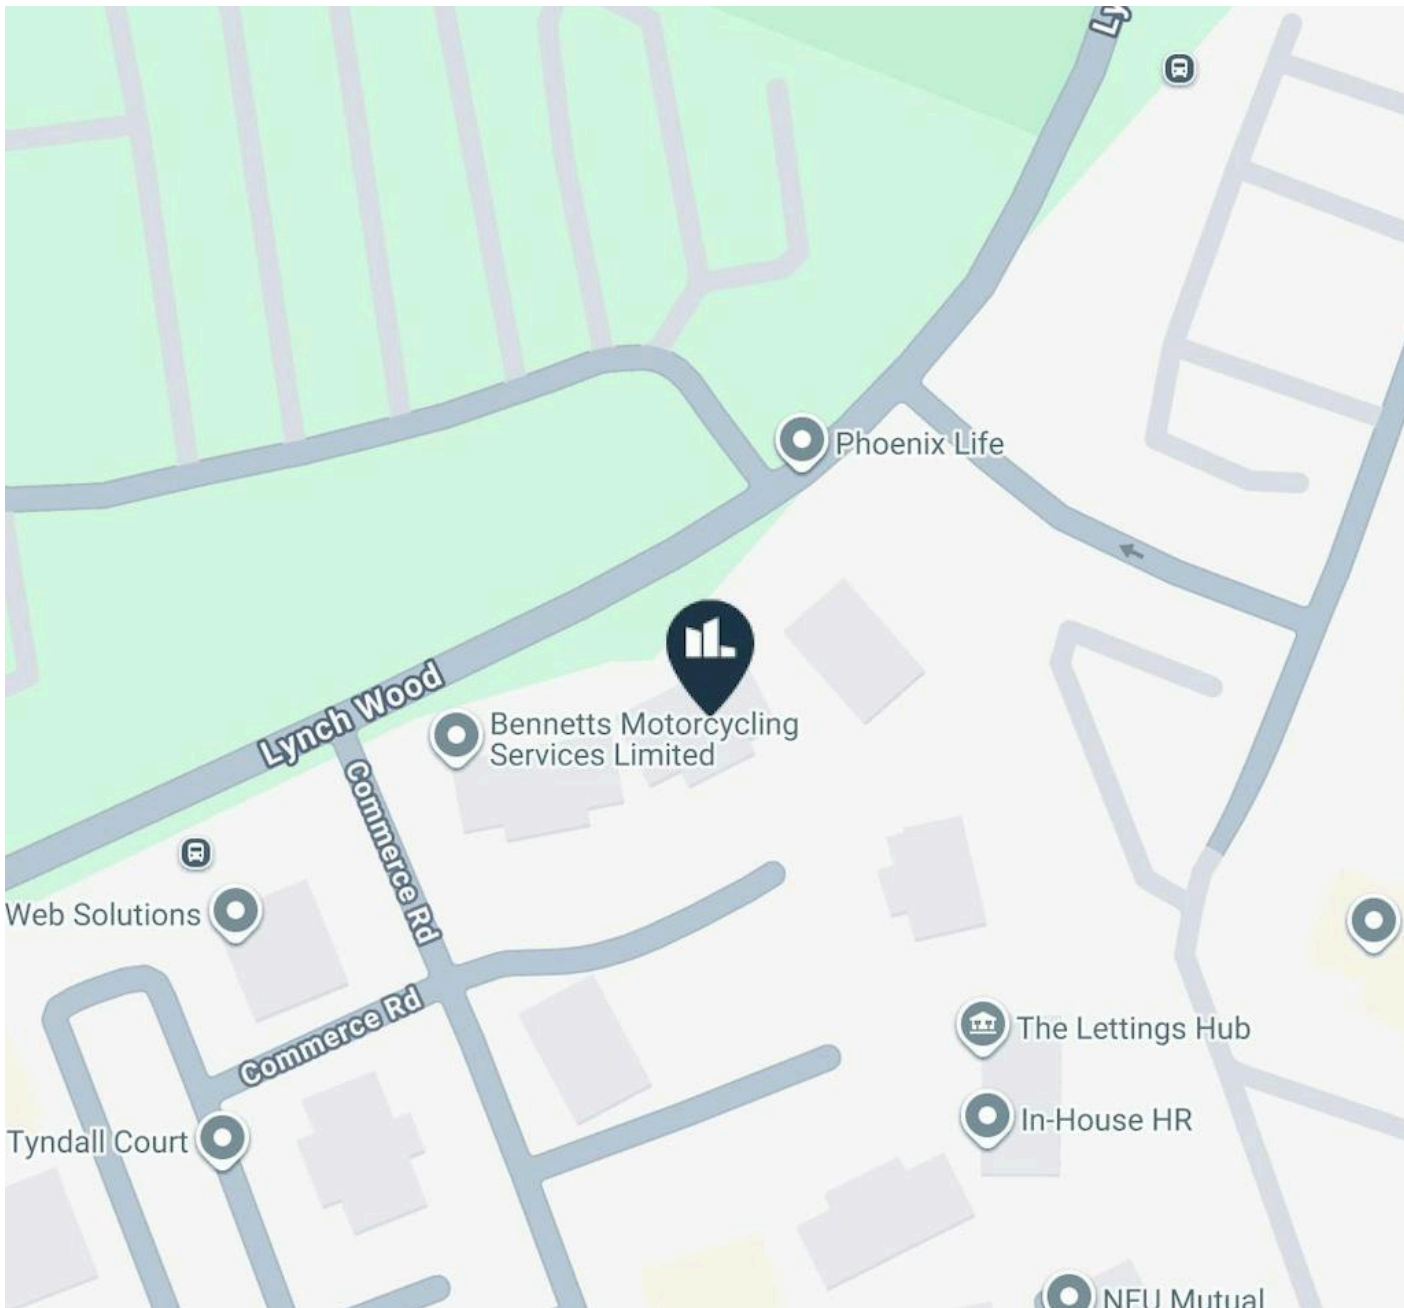 Ly
Phoenix Life
Lynch Wood
Bennetts Motorcycling
Services Limited
Commerce Rd
Web Solutions
Commerce Rd
The Lettings Hub
In-House HR
Tyndall Court
NFU Mutual